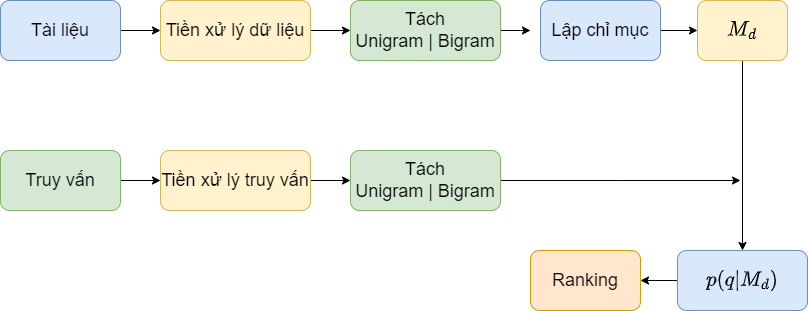 Tài liệu
Tiền xử lý dữ liệu
Tách
Unigram | Bigram
Lập chỉ mục
M_d
Truy vấn
Tiền xử lý truy vấn
Tách
Unigram | Bigram
Ranking
p(q|M_d)